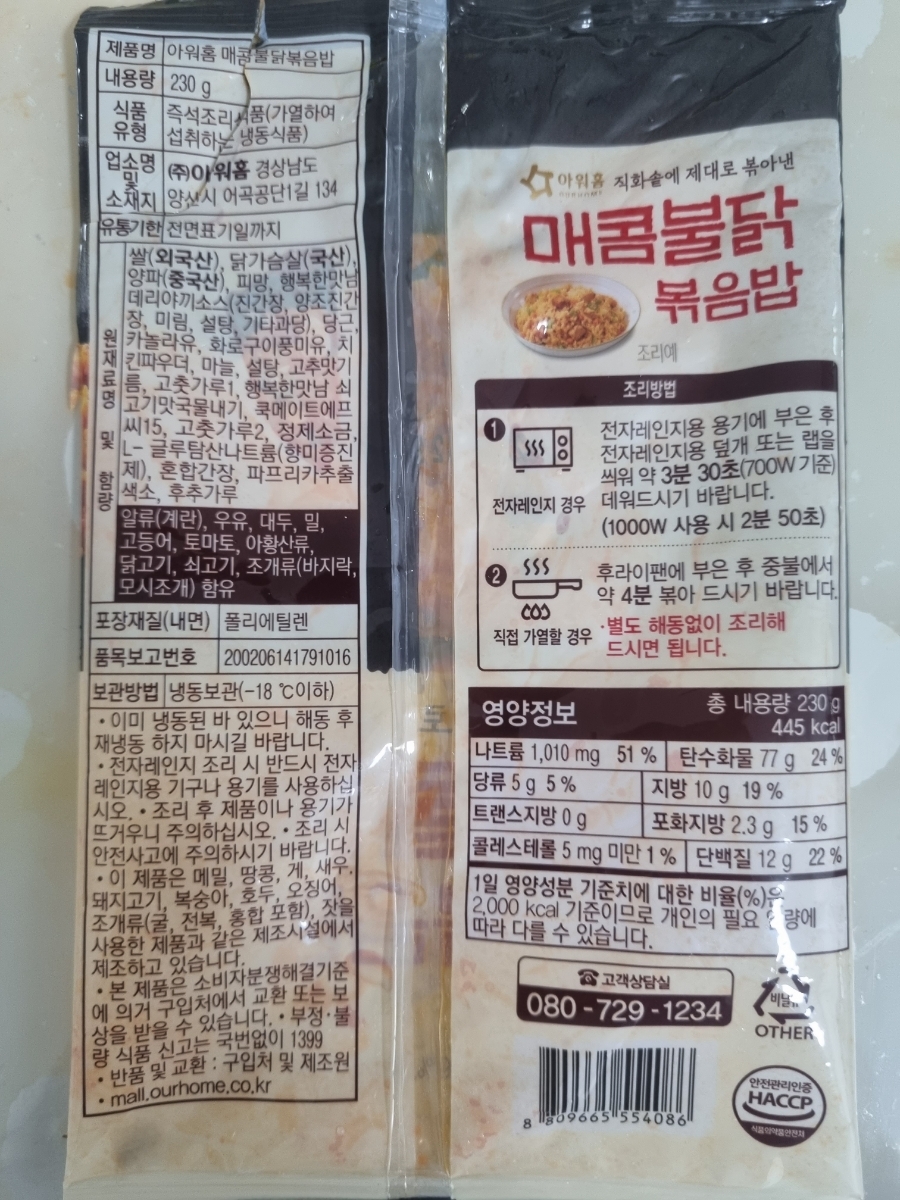 제품명 아워홈 매콤불닭볶음밥
내용량 230 g
식품 유형 즉석조리식품(가열하여
섭취하는 냉동식품)
업소명 및 소재지 (주)아워홈 경상남도
양산시 어곡공단1길 134
유통기한 전면표기일까지
원재료명 및 함량
쌀(외국산), 닭가슴살(국산),
양파(중국산), 피망, 행복한맛남
데리야끼소스(진간장, 양조진간
장, 미림, 설탕, 기타과당), 당근,
카놀라유, 화로구이풍미유, 치
킨파우더, 마늘, 설탕, 고추맛기
름, 고춧가루1, 행복한맛남 쇠
고기맛국물내기, 쿡메이트에프
씨15, 고춧가루2, 정제소금,
L- 글루탐산나트륨(향미증진
제), 혼합간장, 파프리카추출
색소, 후추가루
알류(계란), 우유, 대두, 밀,
고등어, 토마토, 아황산류,
닭고기, 쇠고기, 조개류(바지락,
모시조개) 함유
포장재질(내면) 폴리에틸렌
품목보고번호 200206141791016
보관방법 냉동보관(-18 ℃이하)
• 이미 냉동된 바 있으니 해동 후
재냉동 하지 마시길 바랍니다.
• 전자레인지 조리 시 반드시 전자
레인지용 기구나 용기를 사용하십
시오. • 조리 후 제품이나 용기가
뜨거우니 주의하십시오. • 조리 시
안전사고에 주의하시기 바랍니다.
• 이 제품은 메밀, 땅콩, 게, 새우,
돼지고기, 복숭아, 호두, 오징어,
조개류(굴, 전복, 홍합 포함), 잣을
사용한 제품과 같은 제조시설에서
제조하고 있습니다.
• 본 제품은 소비자분쟁해결기준
에 의거 구입처에서 교환 또는 보
상을 받을 수 있습니다. • 부정·불
량 식품 신고는 국번없이 1399
• 반품 및 교환 : 구입처 및 제조원
• mall.ourhome.co.kr
아워홈 직화솥에 제대로 볶아낸
OURHOME
매콤불닭
볶음밥
조리예
조리방법
1 전자레인지 경우
전자레인지용 용기에 부은 후
전자레인지용 덮개 또는 랩을
씌워 약 3분 30초(700W 기준)
데워드시기 바랍니다.
(1000W 사용 시 2분 50초)
2 직접 가열할 경우
후라이팬에 부은 후 중불에서
약 4분 볶아 드시기 바랍니다.
·별도 해동없이 조리해
드시면 됩니다.
영양정보 총 내용량 230 g
445 kcal
나트륨 1,010 mg 51 % 탄수화물 77 g 24 %
당류 5 g 5 % 지방 10 g 19 %
트랜스지방 0 g 포화지방 2.3 g 15 %
콜레스테롤 5 mg 미만 1 % 단백질 12 g 22 %
1일 영양성분 기준치에 대한 비율(%)은
2,000 kcal 기준이므로 개인의 필요 열량에
따라 다를 수 있습니다.
고객상담실
080 - 729 - 1234
OTHER
8 809665 554086
안전관리인증
HACCP
식품의약품안전처